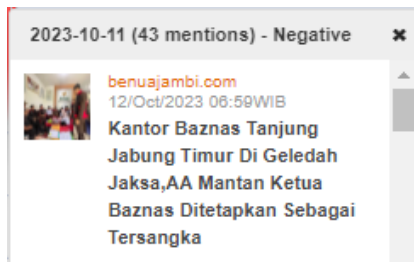 2023-10-11 (43 mentions) - Negative ×
benuajambi.com
12/Oct/2023 06:59WIB
Kantor Baznas Tanjung
Jabung Timur Di Geledah
Jaksa,AA Mantan Ketua
Baznas Ditetapkan Sebagai
Tersangka